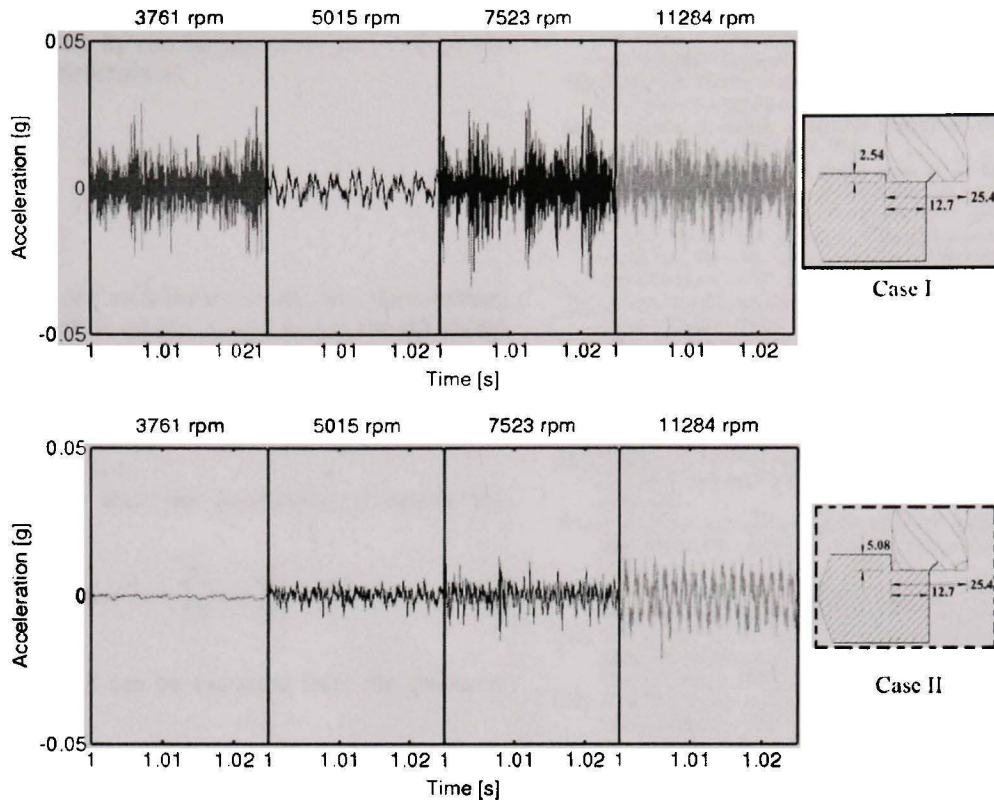 3761 rpm 5015 rpm 7523 rpm 11284 rpm
0.05
0
-0.05
Acceleration [g]
1 1.01 1.021 1.01 1.02 1 1.01 1.02 1 1.01 1.02
Time [s]
2.54
12.7
25.4
Case I
3761 rpm 5015 rpm 7523 rpm 11284 rpm
0.05
0
-0.05
Acceleration [g]
1 1.01 1.02 1 1.01 1.02 1 1.01 1.02 1 1.01 1.02
Time [s]
5.08
12.7
25.4
Case II